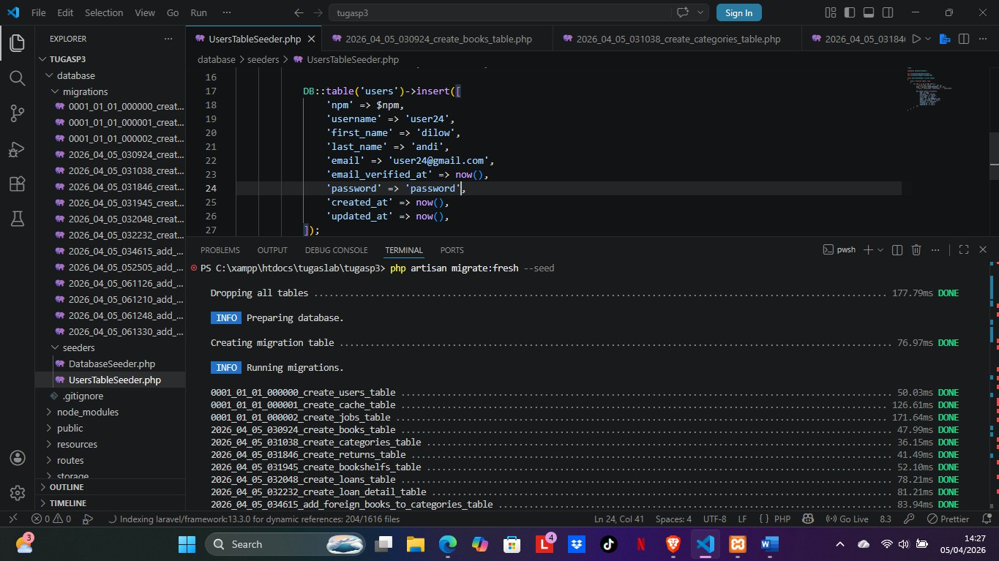 File Edit Selection View Go Run ··· tugasp3 Sign In
EXPLORER ···
UsersTableSeeder.php
2026_04_05_030924_create_books_table.php
2026_04_05_031038_create_categories_table.php
2026_04_05_03184
TUGASP3
database
migrations
0001_01_01_000000_creat...
0001_01_01_000001_creat...
0001_01_01_000002_creat...
2026_04_05_030924_creat...
2026_04_05_031038_creat...
2026_04_05_031846_creat...
2026_04_05_031945_creat...
2026_04_05_032048_creat...
2026_04_05_032232_creat...
2026_04_05_034615_add_...
2026_04_05_052505_add_...
2026_04_05_061126_add_...
2026_04_05_061210_add_...
2026_04_05_061248_add_...
2026_04_05_061330_add_...
seeders
DatabaseSeeder.php
UsersTableSeeder.php
.gitignore
node_modules
public
resources
routes
storage
OUTLINE
TIMELINE
database > seeders > UsersTableSeeder.php
16
17 DB::table('users')->insert([
18 'npm' => $npm,
19 'username' => 'user24',
20 'first_name' => 'dilow',
21 'last_name' => 'andi',
22 'email' => 'user24@gmail.com',
23 'email_verified_at' => now(),
24 'password' => 'password',
25 'created_at' => now(),
26 'updated_at' => now(),
27 ]);
PROBLEMS OUTPUT DEBUG CONSOLE TERMINAL PORTS pwsh
PS C:\xampp\htdocs\tugaslab\tugasp3> php artisan migrate:fresh --seed
Dropping all tables ... 177.79ms DONE
INFO Preparing database.
Creating migration table ... 76.97ms DONE
INFO Running migrations.
0001_01_01_000000_create_users_table ... 50.03ms DONE
0001_01_01_000001_create_cache_table ... 126.61ms DONE
0001_01_01_000002_create_jobs_table ... 171.64ms DONE
2026_04_05_030924_create_books_table ... 47.99ms DONE
2026_04_05_031038_create_categories_table ... 36.15ms DONE
2026_04_05_031846_create_returns_table ... 41.49ms DONE
2026_04_05_031945_create_bookshelfs_table ... 52.10ms DONE
2026_04_05_032048_create_loans_table ... 78.21ms DONE
2026_04_05_032232_create_loan_detail_table ... 81.21ms DONE
2026_04_05_034615_add_foreign_books_to_categories_table ... 83.94ms DONE
0 0 Indexing laravel/framework:13.3.0 for dynamic references: 204/1616 files Ln 24, Col 41 Spaces: 4 UTF-8 LF { } PHP Go Live 8.3 Prettier
3 Search L 4 N 14:27
05/04/2026